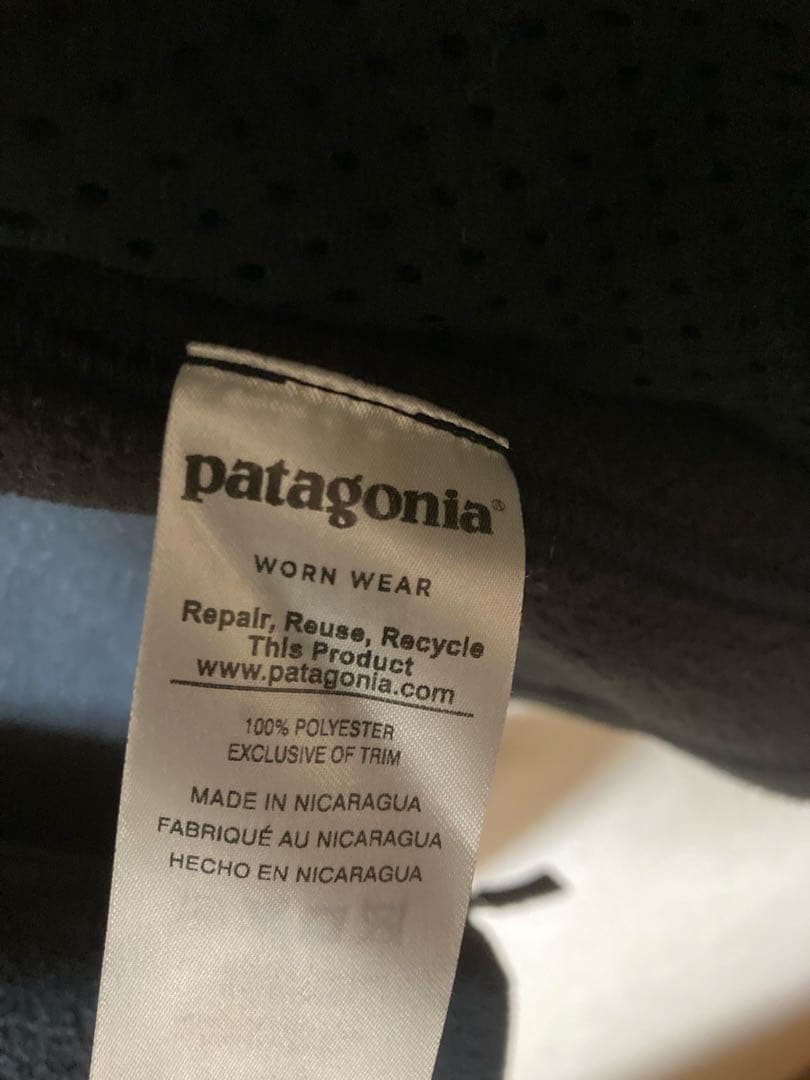 patagonia®
WORN WEAR
Repair, Reuse, Recycle
This Product
www.patagonia.com
100% POLYESTER
EXCLUSIVE OF TRIM
MADE IN NICARAGUA
FABRIQUÉ AU NICARAGUA
HECHO EN NICARAGUA